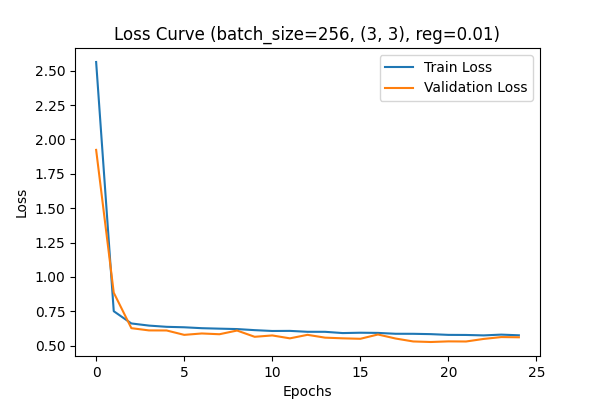 Loss Curve (batch_size=256, (3, 3), reg=0.01)
Train Loss
Validation Loss
2.50
2.25
2.00
1.75
1.50
1.25
1.00
0.75
0.50
Loss
0 5 10 15 20 25
Epochs